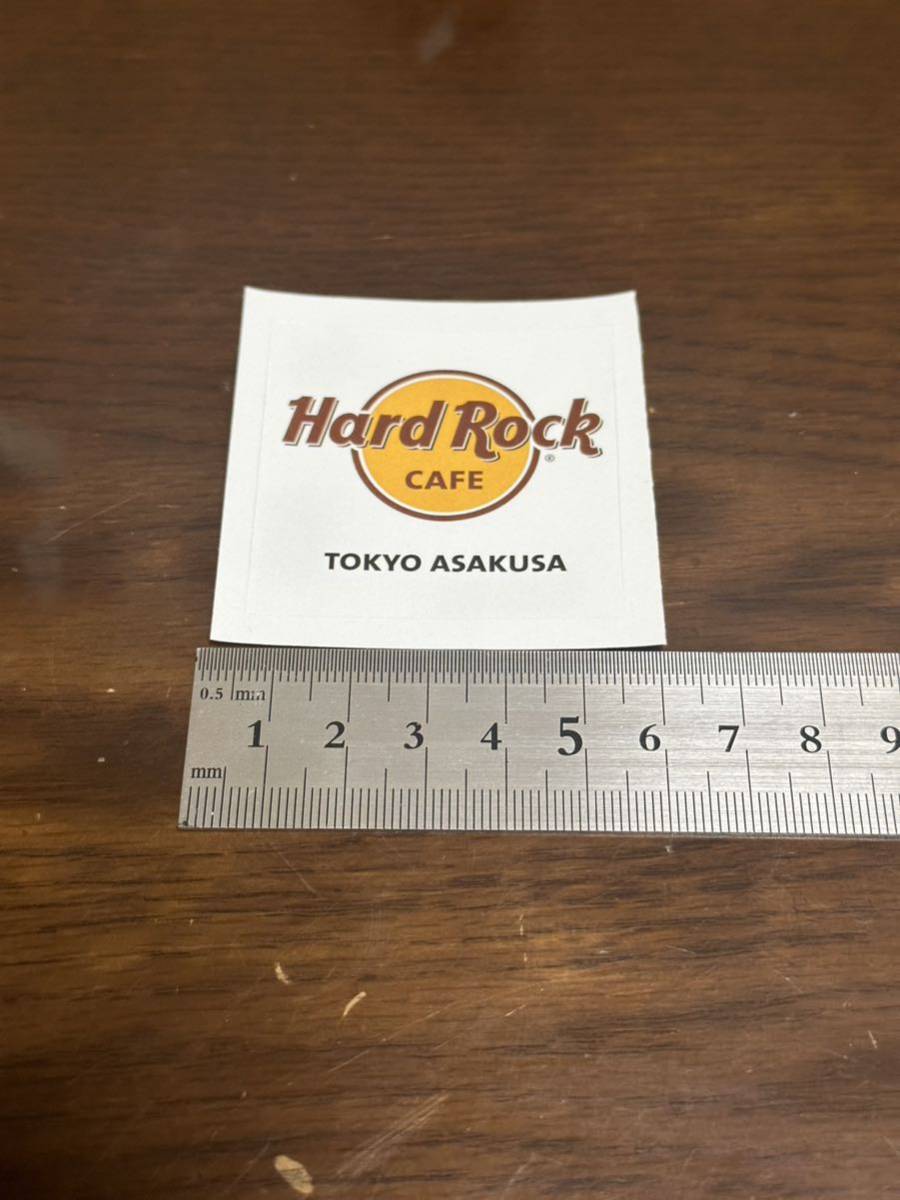 Hard Rock
®
CAFE
TOKYO ASAKUSA
0.5 mm
1 2 3 4 5 6 7 8 9
mm